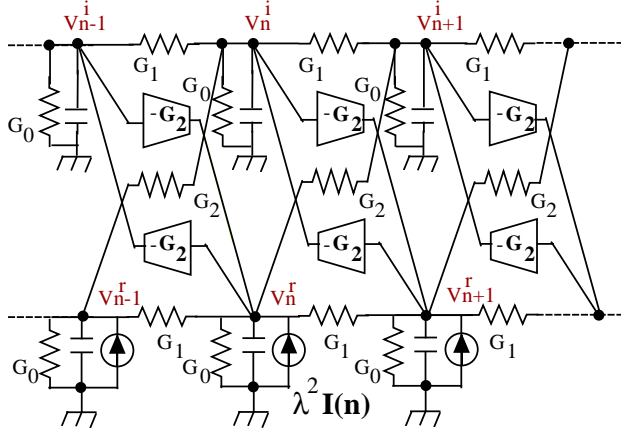 V i n-1 V i n V i n+1
G1 G1 G1
G0 G0 G0
-G2 -G2 -G2
G2 G2 G2
-G2 -G2 -G2
V r n-1 V r n V r n+1
G1 G1 G1
G0 G0 G0
λ² I(n)